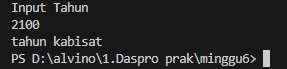 Input Tahun
2100
tahun kabisat
PS D:\alvino\1.Daspro prak\minggu6>